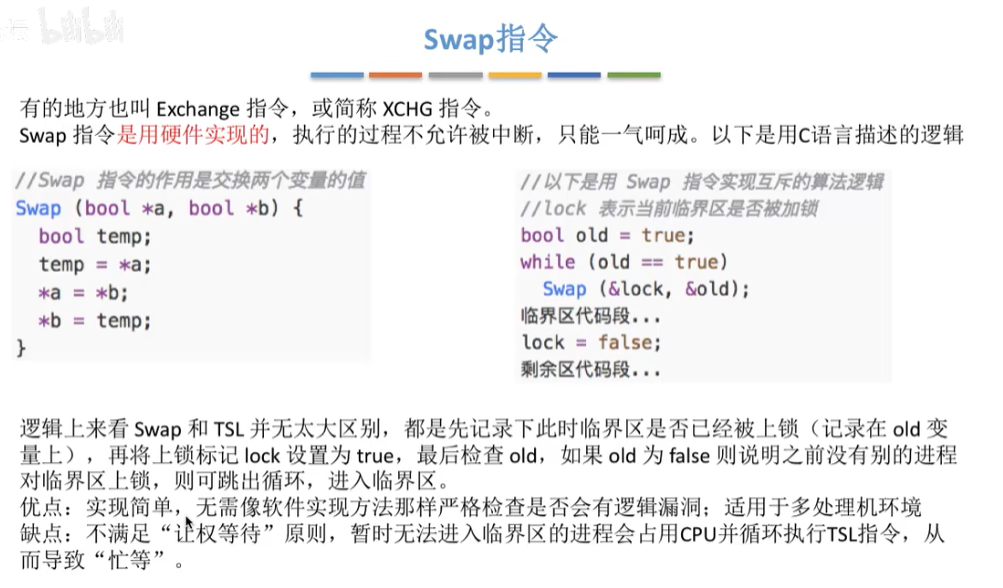 bilibili
Swap指令
有的地方也叫 Exchange 指令，或简称 XCHG 指令。
Swap 指令是用硬件实现的，执行的过程不允许被中断，只能一气呵成。以下是用C语言描述的逻辑
//Swap 指令的作用是交换两个变量的值
Swap (bool *a, bool *b) {
  bool temp;
  temp = *a;
  *a = *b;
  *b = temp;
}
//以下是用 Swap 指令实现互斥的算法逻辑
//lock 表示当前临界区是否被加锁
bool old = true;
while (old == true)
  Swap (&lock, &old);
临界区代码段...
lock = false;
剩余区代码段...
逻辑上来看 Swap 和 TSL 并无太大区别，都是先记录下此时临界区是否已经被上锁（记录在 old 变
量上），再将上锁标记 lock 设置为 true，最后检查 old，如果 old 为 false 则说明之前没有别的进程
对临界区上锁，则可跳出循环，进入临界区。
优点：实现简单，无需像软件实现方法那样严格检查是否会有逻辑漏洞；适用于多处理机环境
缺点：不满足“让权等待”原则，暂时无法进入临界区的进程会占用CPU并循环执行TSL指令，从
而导致“忙等”。